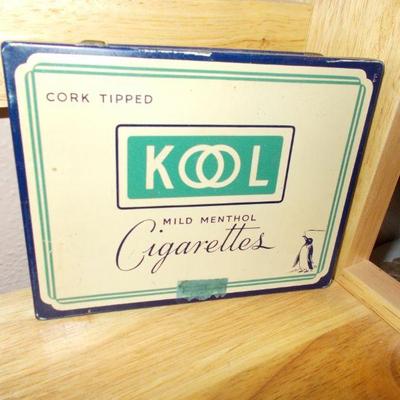 CORK TIPPED
KOOL
MILD MENTHOL
Cigarettes